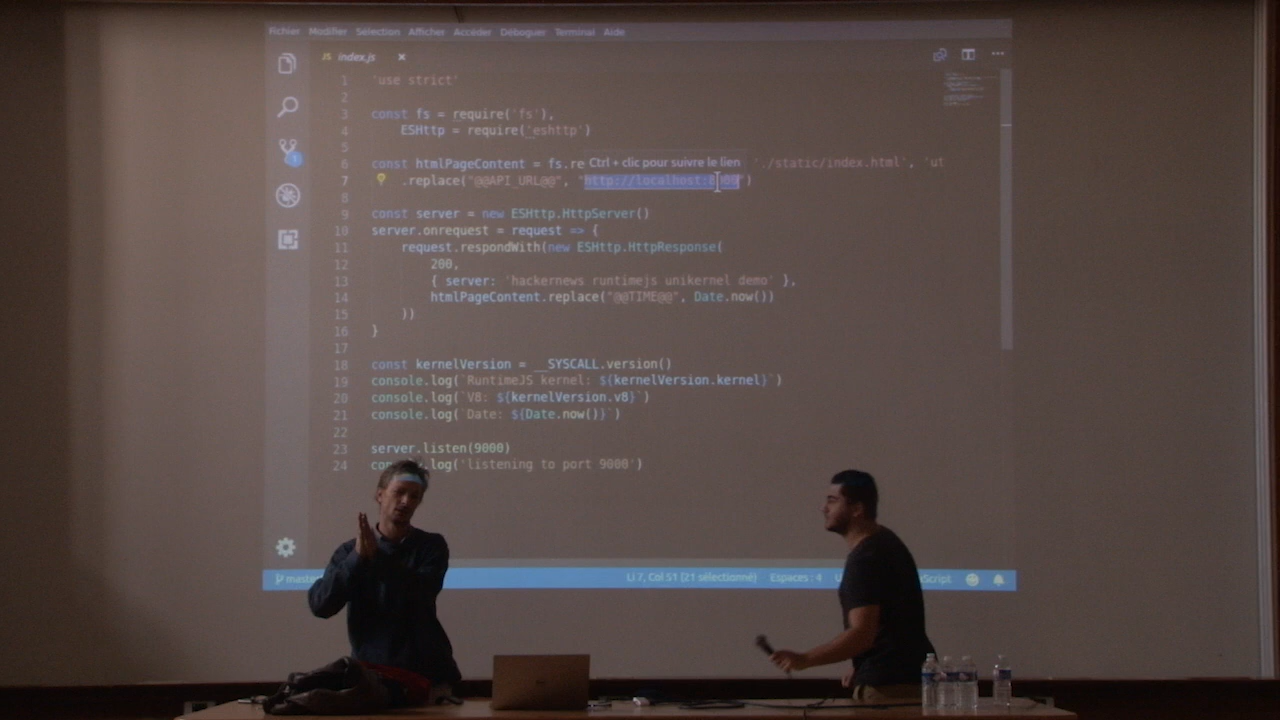 Fichier Modifier Sélection Afficher Accéder Déboguer Terminal Aide
JS index.js
1 'use strict'
2
3 const fs = require('fs'),
4 ESHttp = require('eshttp')
5
6 const htmlPageContent = fs.re Ctrl + clic pour suivre le lien './static/index.html', 'ut
7 .replace("@@API_URL@@", "http://localhost:")
8
9 const server = new ESHttp.HttpServer()
10 server.onrequest = request => {
11 request.respondWith(new ESHttp.HttpResponse(
12 200,
13 { server: 'hackernews runtimejs unikernel demo' },
14 htmlPageContent.replace("@@TIME@@", Date.now())
15 ))
16 }
17
18 const kernelVersion = __SYSCALL.version()
19 console.log(`RuntimeJS kernel: ${kernelVersion.kernel}`)
20 console.log(`V8: ${kernelVersion.v8}`)
21 console.log(`Date: ${Date.now()}`)
22
23 server.listen(9000)
24 con log('listening to port 9000')
maste Li 7, Col 51 (21 sélectionné) Espaces : 4 U Script